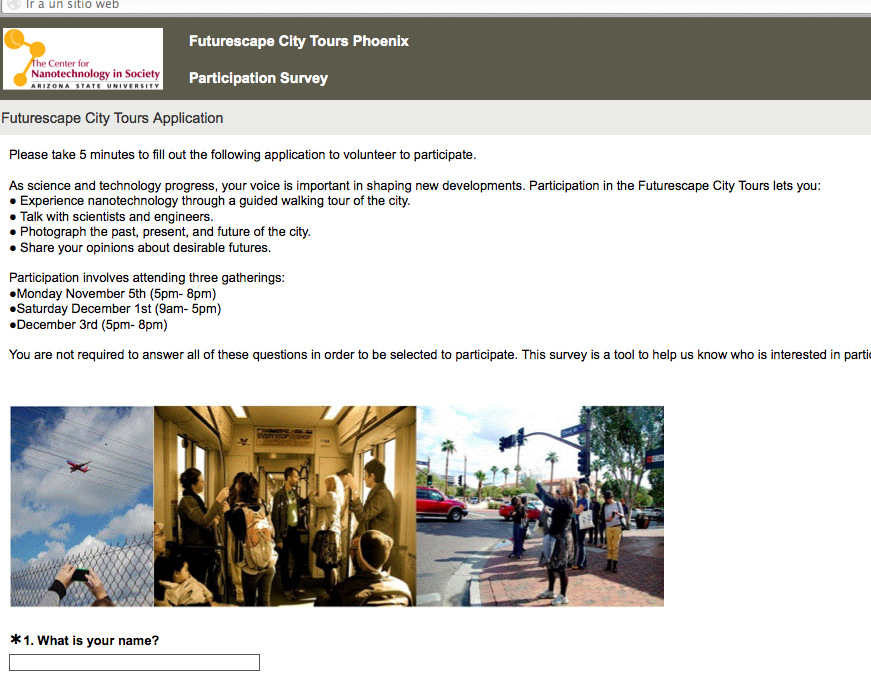 Ir a un sitio web
The Center for
Nanotechnology in Society
ARIZONA STATE UNIVERSITY
Futurescape City Tours Phoenix
Participation Survey
Futurescape City Tours Application
Please take 5 minutes to fill out the following application to volunteer to participate.
As science and technology progress, your voice is important in shaping new developments. Participation in the Futurescape City Tours lets you:
● Experience nanotechnology through a guided walking tour of the city.
● Talk with scientists and engineers.
● Photograph the past, present, and future of the city.
● Share your opinions about desirable futures.
Participation involves attending three gatherings:
●Monday November 5th (5pm- 8pm)
●Saturday December 1st (9am- 5pm)
●December 3rd (5pm- 8pm)
You are not required to answer all of these questions in order to be selected to participate. This survey is a tool to help us know who is interested in partic
✱1. What is your name?